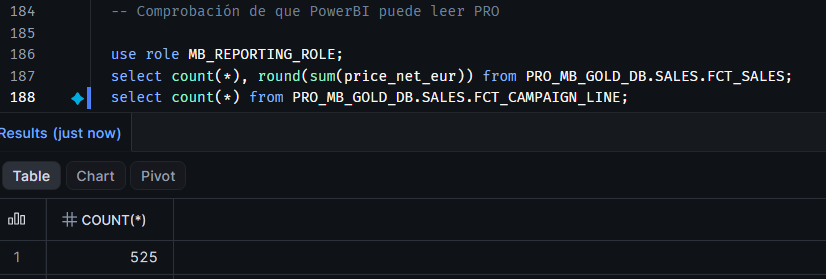 184 -- Comprobación de que PowerBI puede leer PRO
185
186 use role MB_REPORTING_ROLE;
187 select count(*), round(sum(price_net_eur)) from PRO_MB_GOLD_DB.SALES.FCT_SALES;
188 select count(*) from PRO_MB_GOLD_DB.SALES.FCT_CAMPAIGN_LINE;
Results (just now)
Table Chart Pivot
# COUNT(*)
1 525